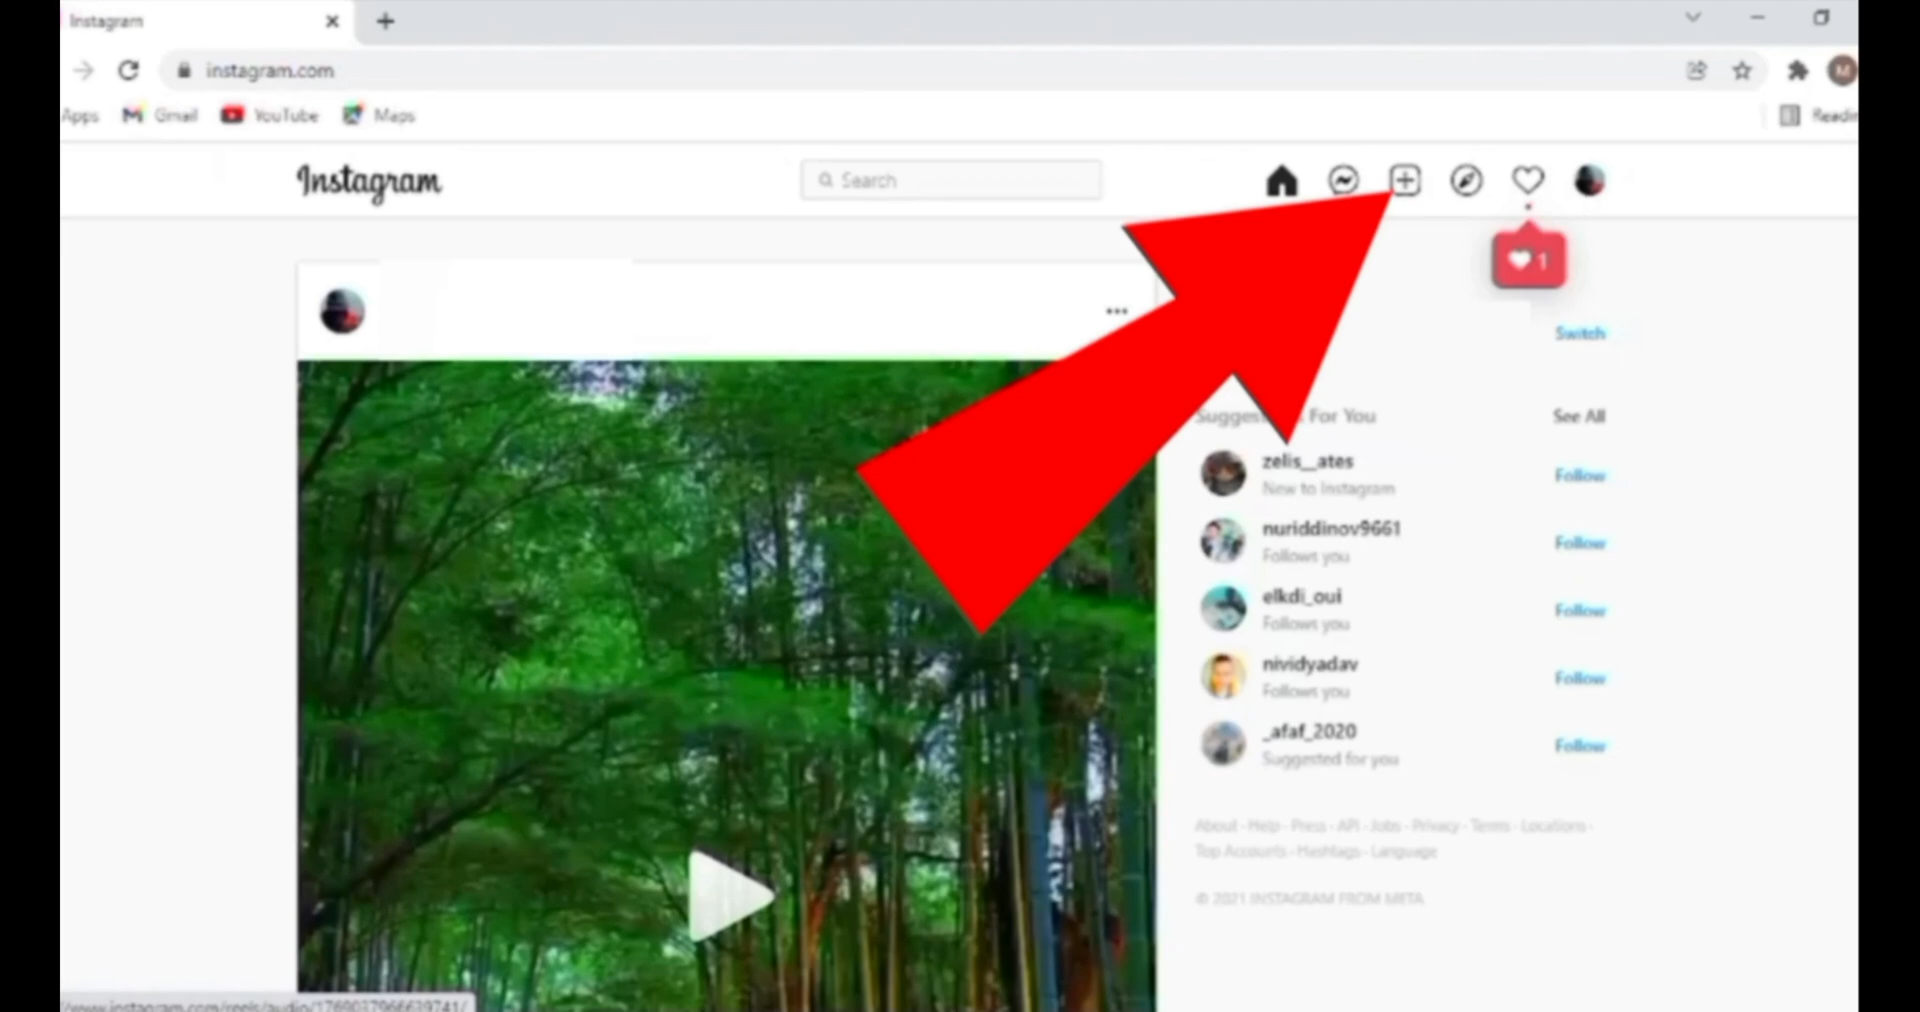 Instagram
instagram.com
Apps
Gmail
YouTube
Maps
Instagram
Search
1
Switch
For You
See All
zelis__ates
New to Instagram
Follow
nuriddinov9661
Follows you
Follow
elkdi_oui
Follows you
Follow
nividyadav
Follows you
Follow
_afaf_2020
Suggested for you
Follow
About · Help · Press · API · Jobs · Privacy · Terms · Locations ·
Top Accounts · Hashtags · Language
© 2021 INSTAGRAM FROM META